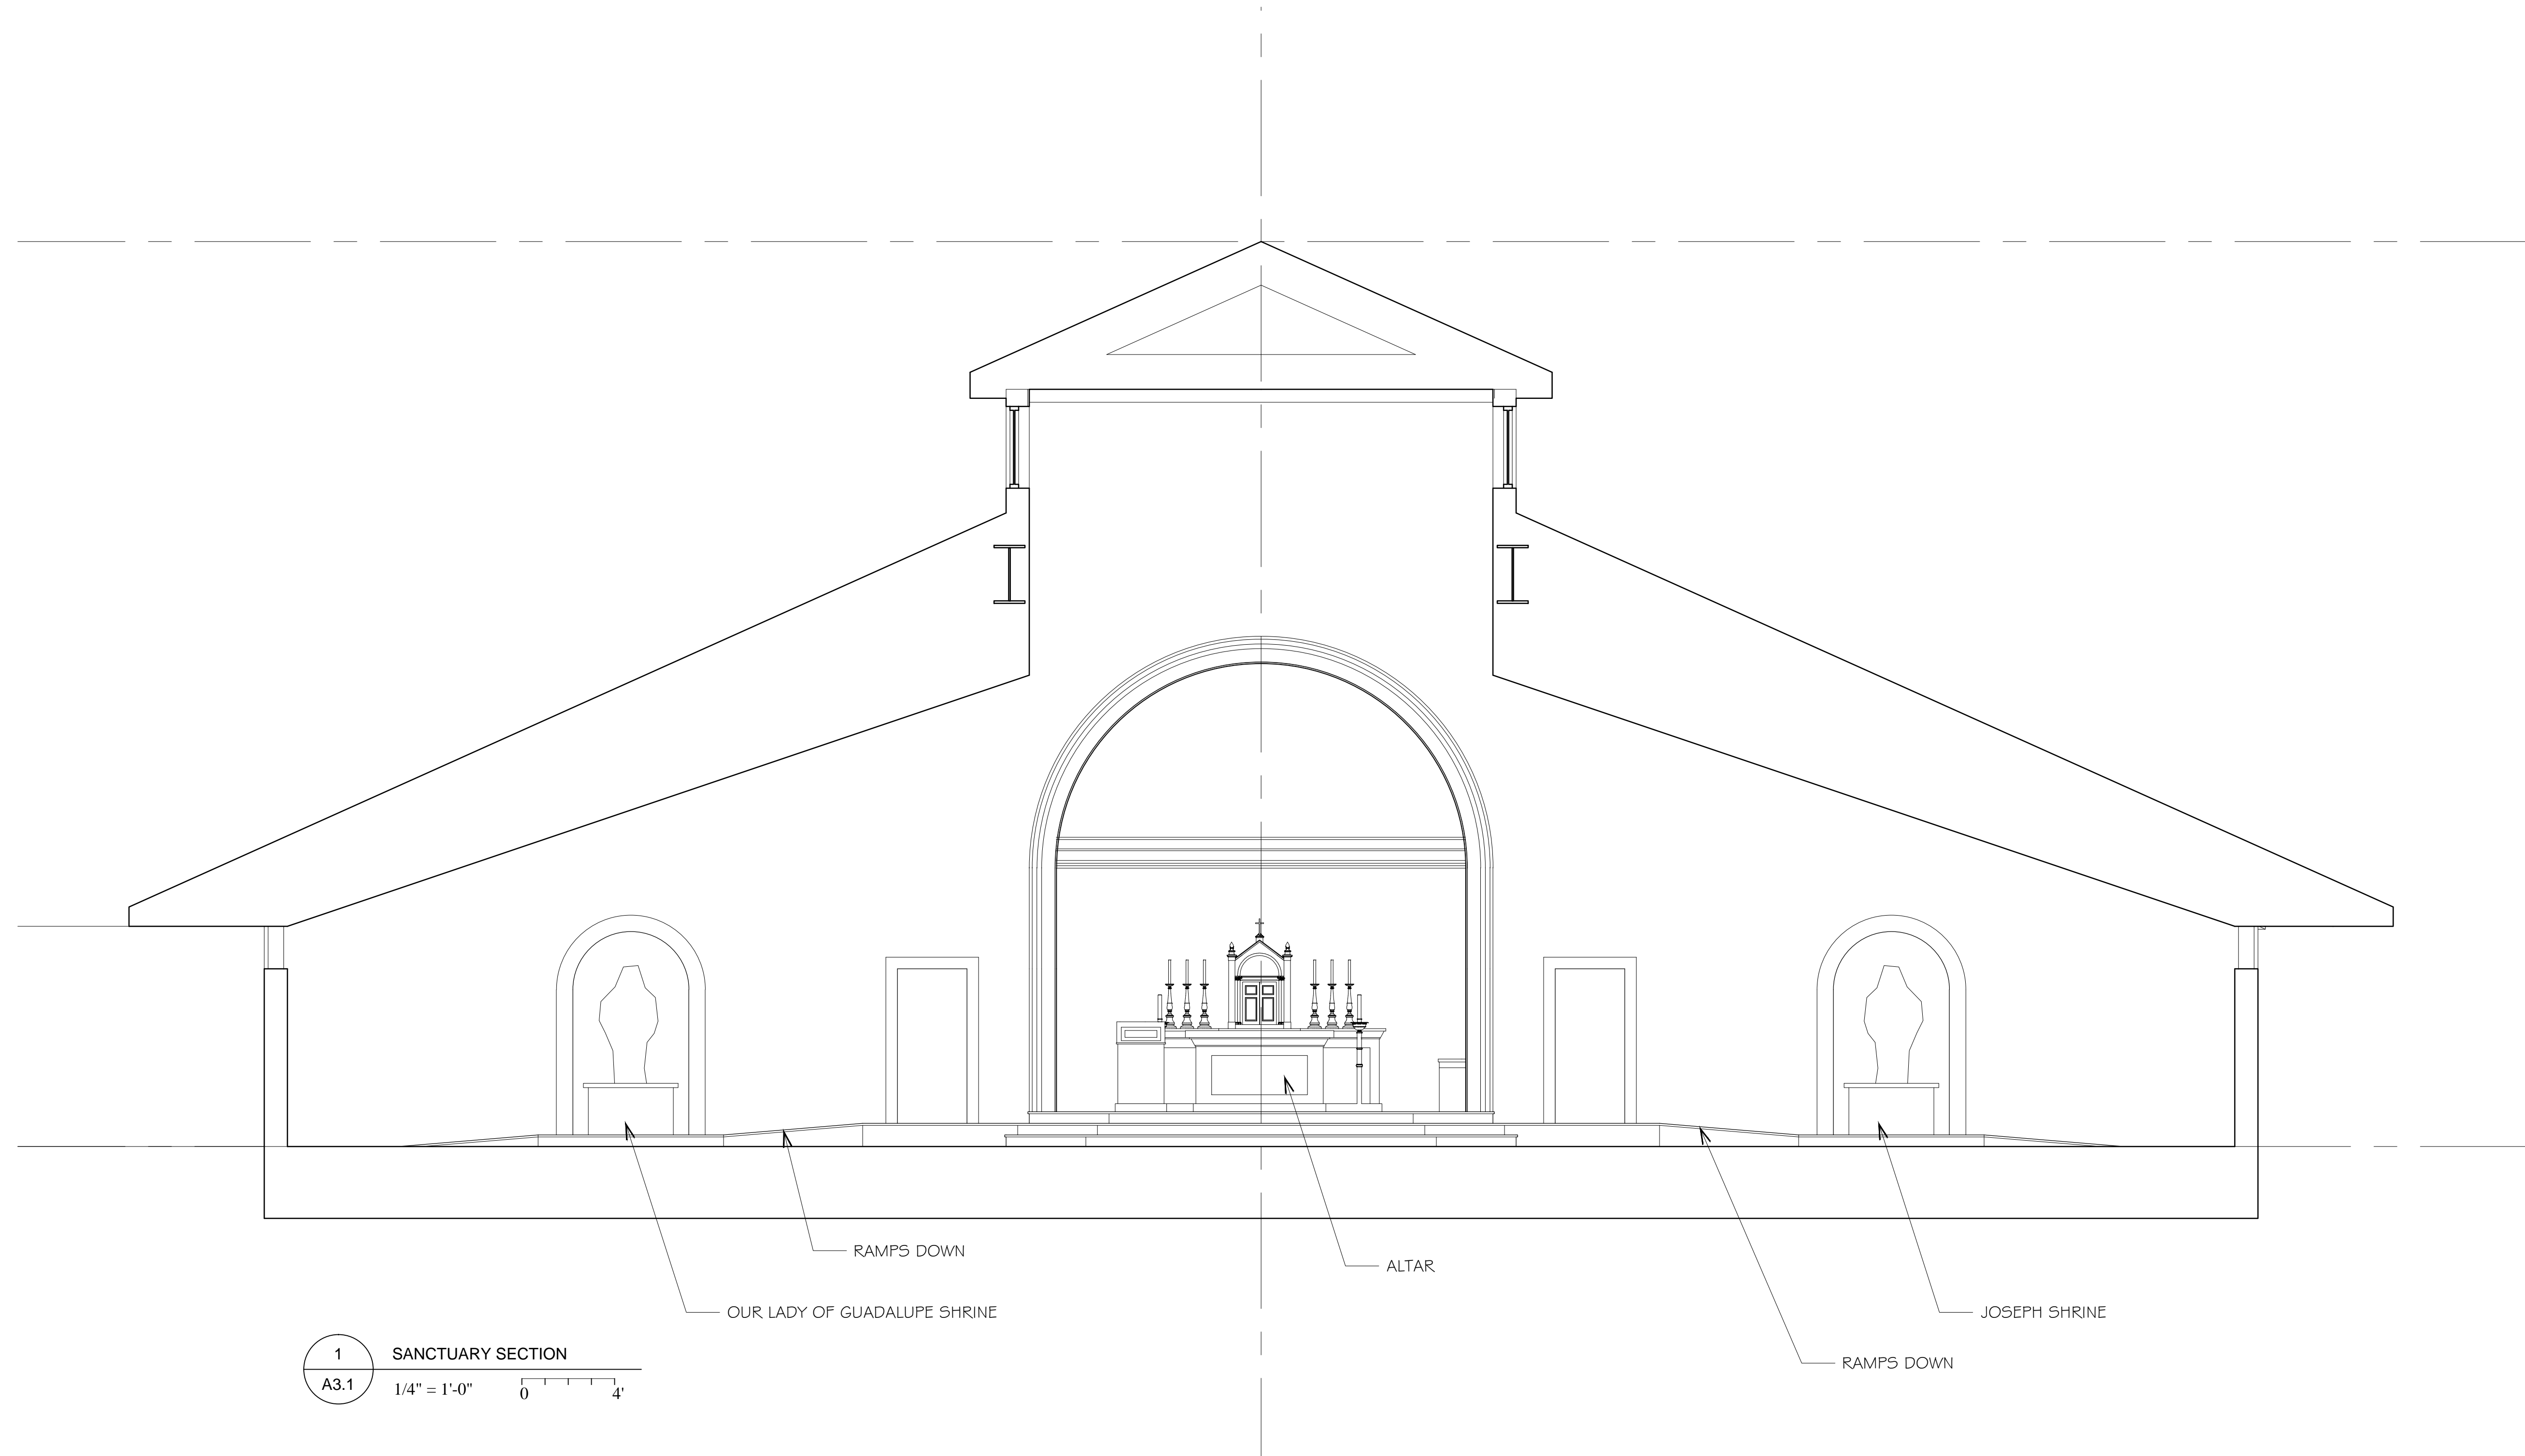 RAMPS DOWN
ALTAR
OUR LADY OF GUADALUPE SHRINE
JOSEPH SHRINE
1 SANCTUARY SECTION
RAMPS DOWN
A3.1 1/4" = 1'-0" 0 4'